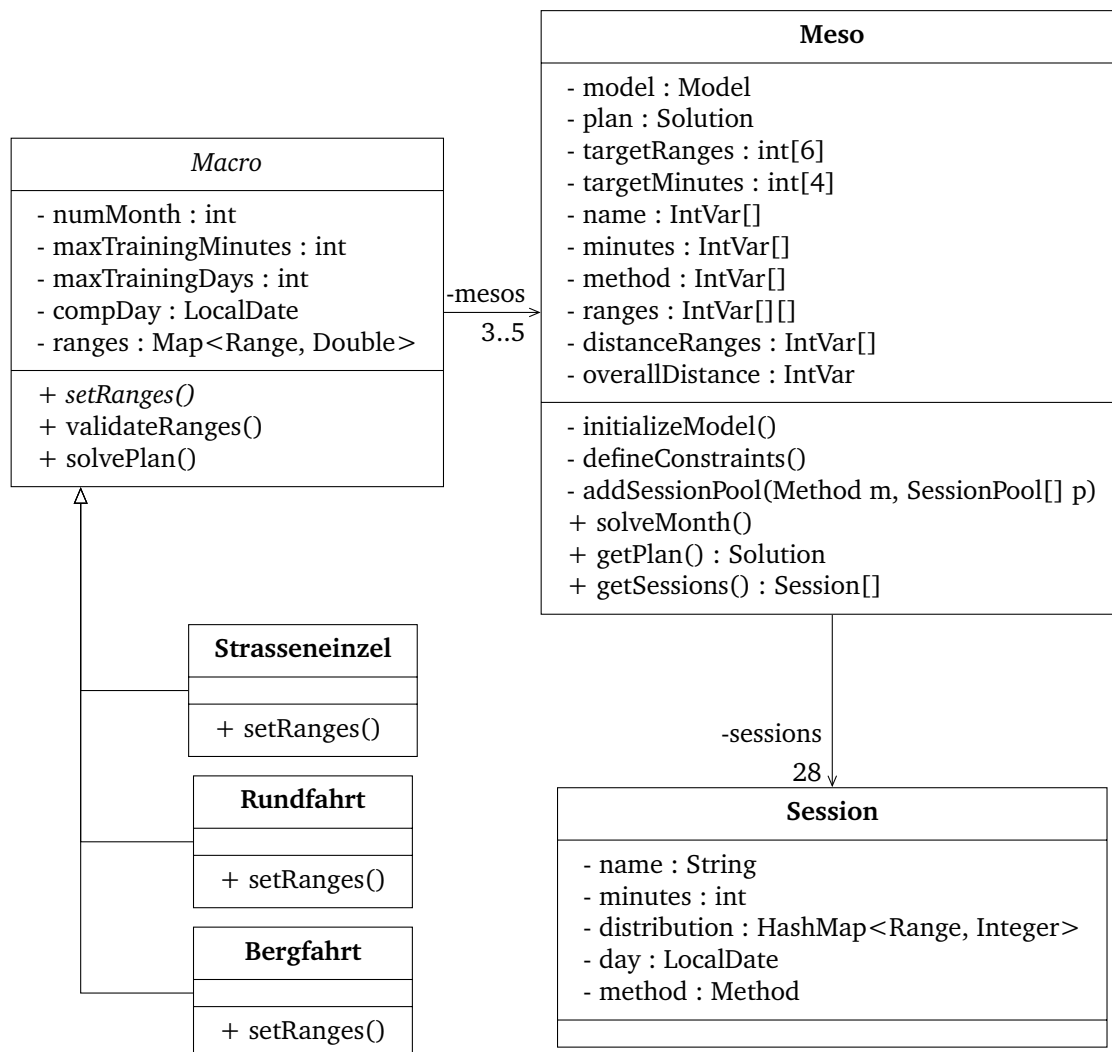 Macro
- numMonth : int
- maxTrainingMinutes : int
- maxTrainingDays : int
- compDay : LocalDate
- ranges : Map<Range, Double>
+ setRanges()
+ validateRanges()
+ solvePlan()
-mesos
3..5
Meso
- model : Model
- plan : Solution
- targetRanges : int[6]
- targetMinutes : int[4]
- name : IntVar[]
- minutes : IntVar[]
- method : IntVar[]
- ranges : IntVar[][]
- distanceRanges : IntVar[]
- overallDistance : IntVar
- initializeModel()
- defineConstraints()
- addSessionPool(Method m, SessionPool[] p)
+ solveMonth()
+ getPlan() : Solution
+ getSessions() : Session[]
Strasseneinzel
+ setRanges()
Rundfahrt
+ setRanges()
Bergfahrt
+ setRanges()
-sessions
28
Session
- name : String
- minutes : int
- distribution : HashMap<Range, Integer>
- day : LocalDate
- method : Method